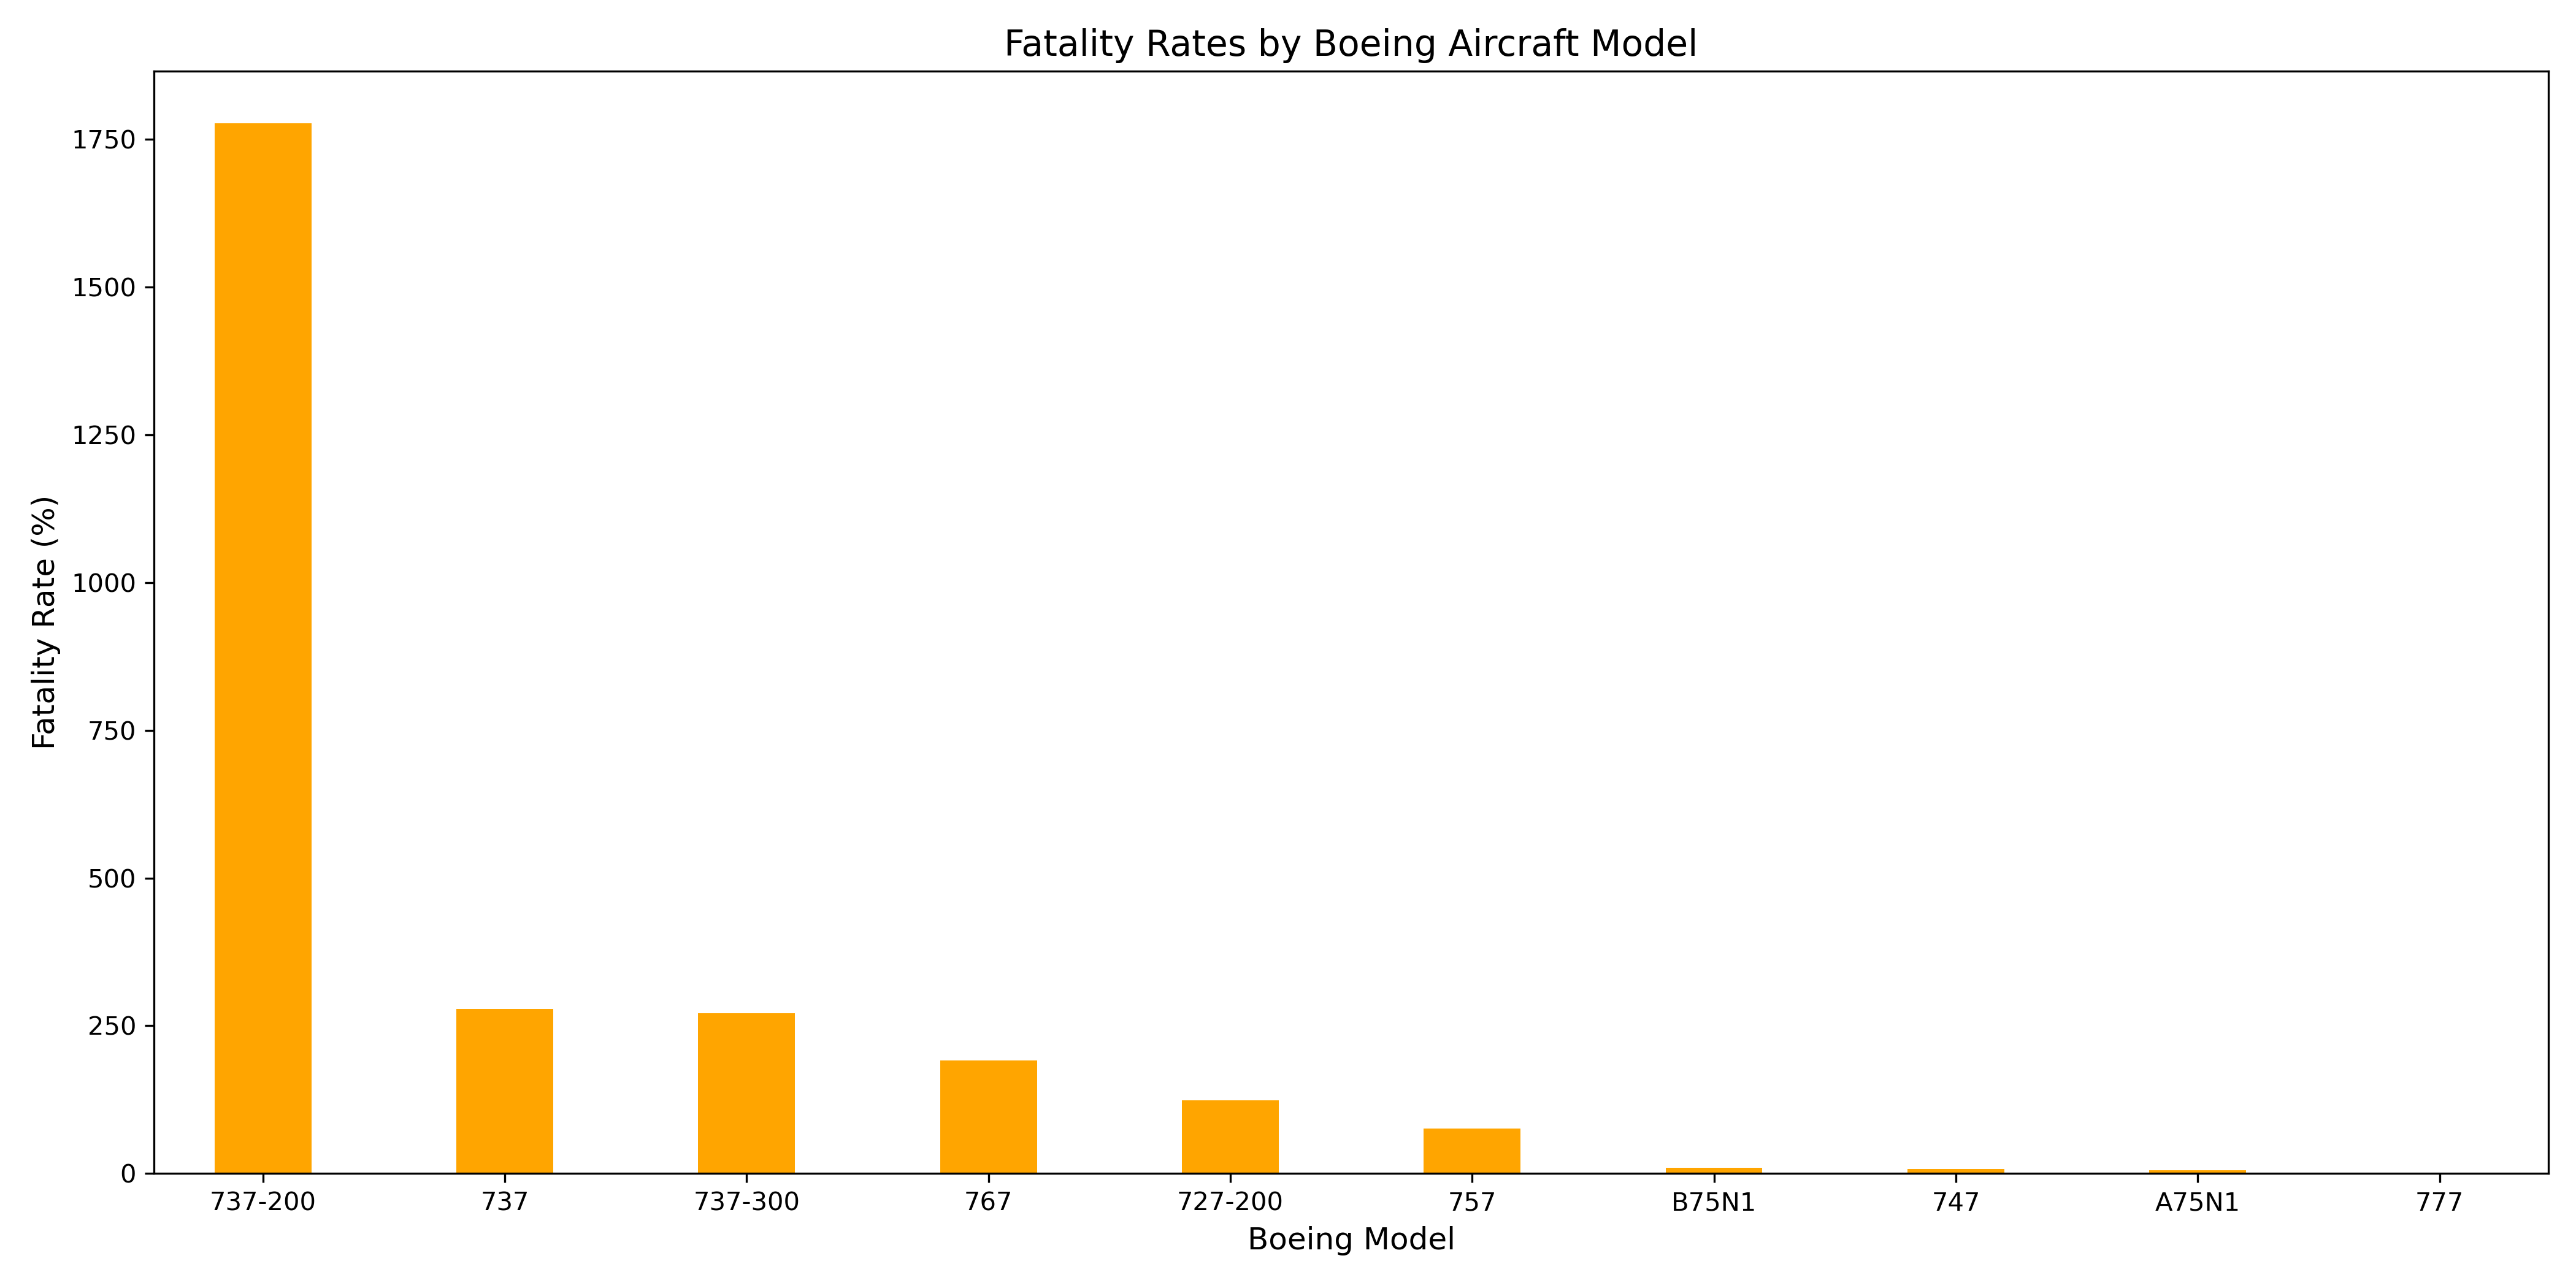 Fatality Rates by Boeing Aircraft Model
Fatality Rate (%)
1750
1500
1250
1000
750
500
250
0
737-200 737 737-300 767 727-200 757 B75N1 747 A75N1 777
Boeing Model